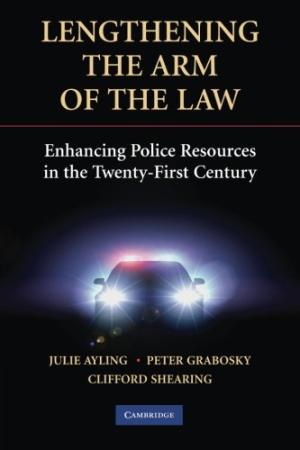 LENGTHENING
THE ARM
OF THE LAW
Enhancing Police Resources
in the Twenty-First Century
JULIE AYLING • PETER GRABOSKY
CLIFFORD SHEARING
CAMBRIDGE